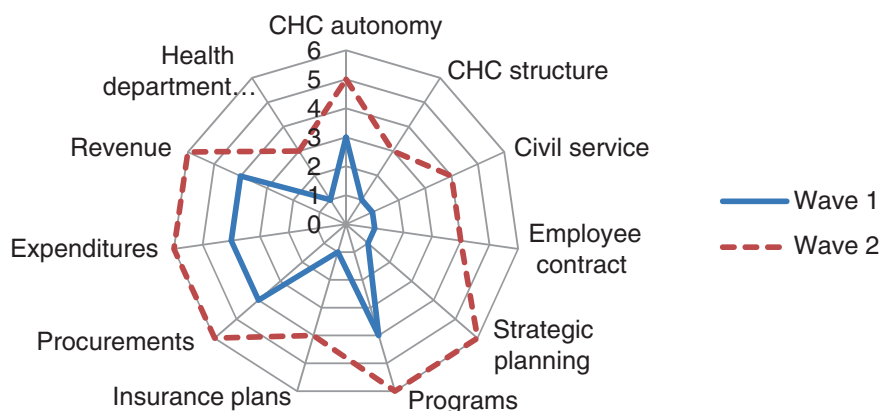 CHC autonomy
CHC structure
Civil service
Employee
contract
Strategic
planning
Programs
Insurance plans
Procurements
Expenditures
Revenue
Health
department…
6
5
4
3
2
1
0
Wave 1
Wave 2